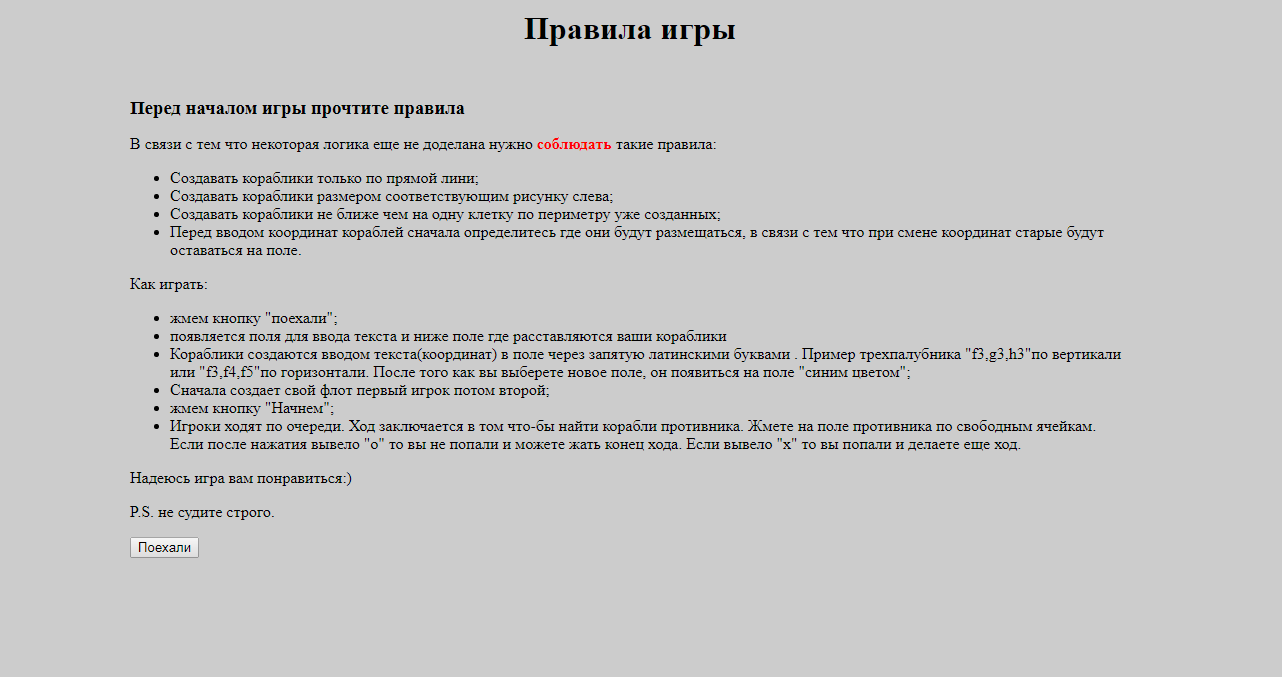 Правила игры
Перед началом игры прочтите правила
В связи с тем что некоторая логика еще не доделана нужно соблюдать такие правила:
Создавать кораблики только по прямой лини;
Создавать кораблики размером соответствующим рисунку слева;
Создавать кораблики не ближе чем на одну клетку по периметру уже созданных;
Перед вводом координат кораблей сначала определитесь где они будут размещаться, в связи с тем что при смене координат старые будут
оставаться на поле.
Как играть:
жмем кнопку "поехали";
появляется поля для ввода текста и ниже поле где расставляются ваши кораблики
Кораблики создаются вводом текста(координат) в поле через запятую латинскими буквами . Пример трехпалубника "f3,g3,h3"по вертикали
или "f3,f4,f5"по горизонтали. После того как вы выберете новое поле, он появиться на поле "синим цветом";
Сначала создает свой флот первый игрок потом второй;
жмем кнопку "Начнем";
Игроки ходят по очереди. Ход заключается в том что-бы найти корабли противника. Жмете на поле противника по свободным ячейкам.
Если после нажатия вывело "о" то вы не попали и можете жать конец хода. Если вывело "х" то вы попали и делаете еще ход.
Надеюсь игра вам понравиться:)
P.S. не судите строго.
Поехали